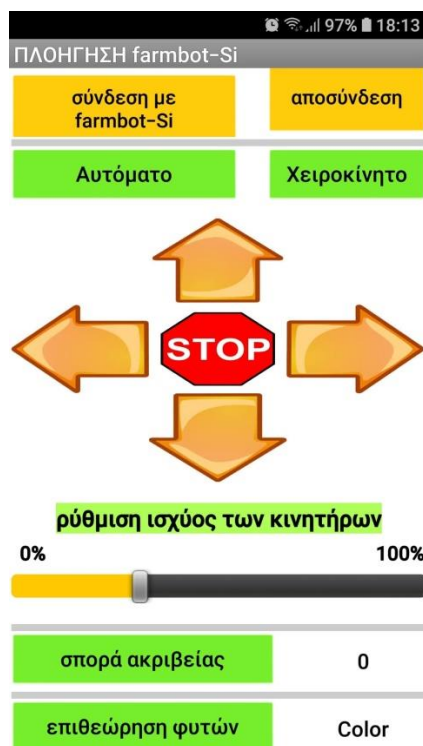 97% 18:13
ΠΛΟΗΓΗΣΗ farmbot-Si
σύνδεση με
farmbot-Si
αποσύνδεση
Αυτόματο
Χειροκίνητο
STOP
ρύθμιση ισχύος των κινητήρων
0% 100%
σπορά ακριβείας 0
επιθεώρηση φυτών Color